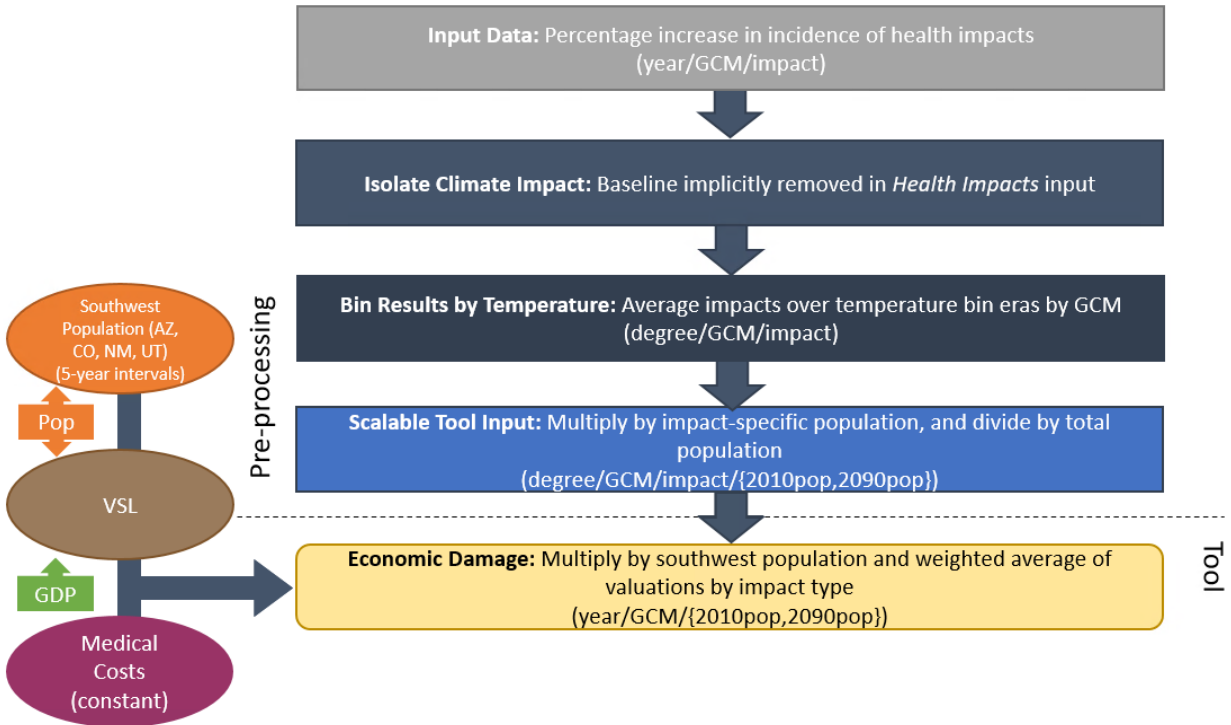 Input Data: Percentage increase in incidence of health impacts
(year/GCM/impact)
Isolate Climate Impact: Baseline implicitly removed in Health Impacts input
Bin Results by Temperature: Average impacts over temperature bin eras by GCM
(degree/GCM/impact)
Scalable Tool Input: Multiply by impact-specific population, and divide by total
population
(degree/GCM/impact/{2010pop,2090pop})
Economic Damage: Multiply by southwest population and weighted average of
valuations by impact type
(year/GCM/{2010pop,2090pop})
Pre-processing
Tool
Southwest
Population (AZ,
CO, NM, UT)
(5-year intervals)
Pop
VSL
GDP
Medical
Costs
(constant)